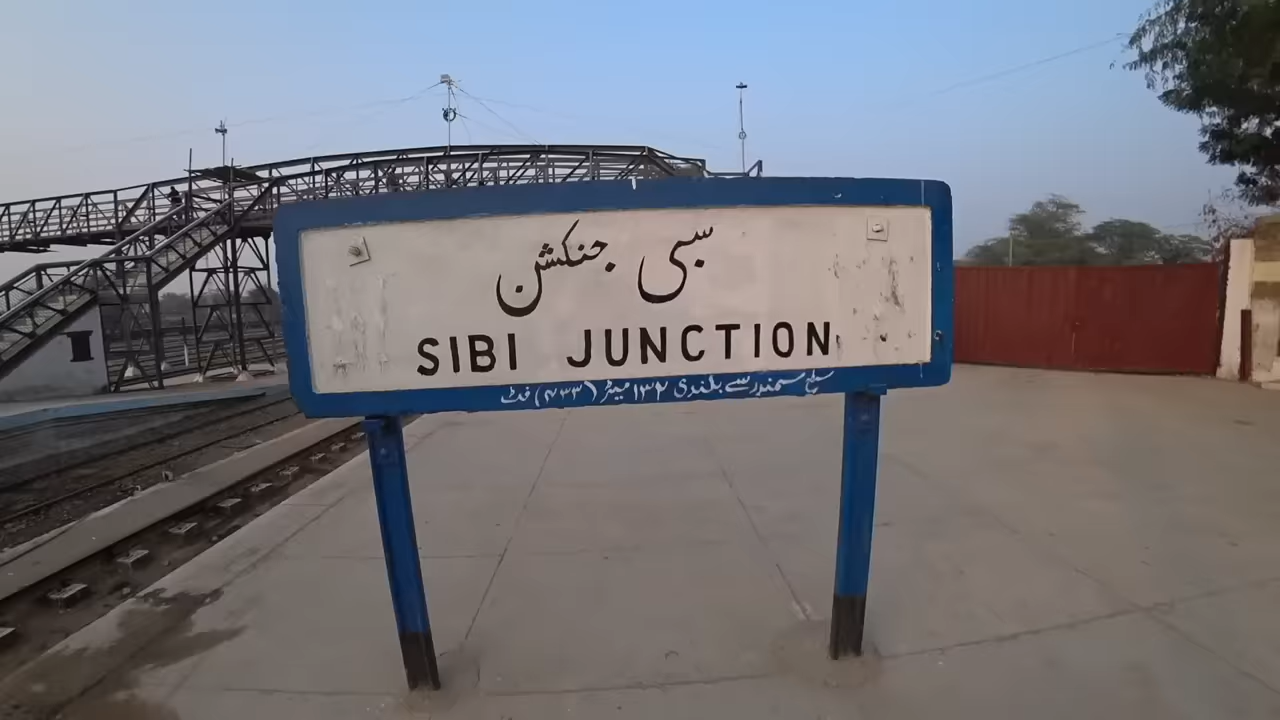 سبی جنکشن
SIBI JUNCTION
سطح سمندر سے بلندی ۱۳۲ میٹر (۴۳۳) فٹ